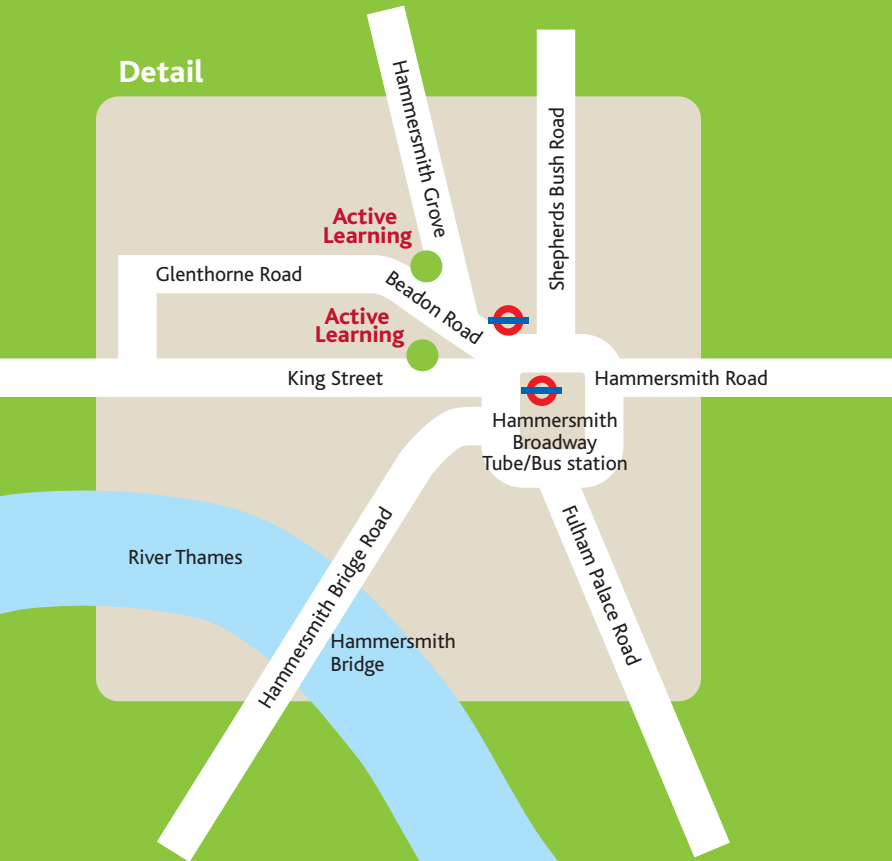 Detail
Hammersmith Grove
Shepherds Bush Road
Active
Learning
Glenthorne Road
Beadon Road
Active
Learning
King Street
Hammersmith Road
Hammersmith
Broadway
Tube/Bus station
River Thames
Hammersmith Bridge Road
Fulham Palace Road
Hammersmith
Bridge